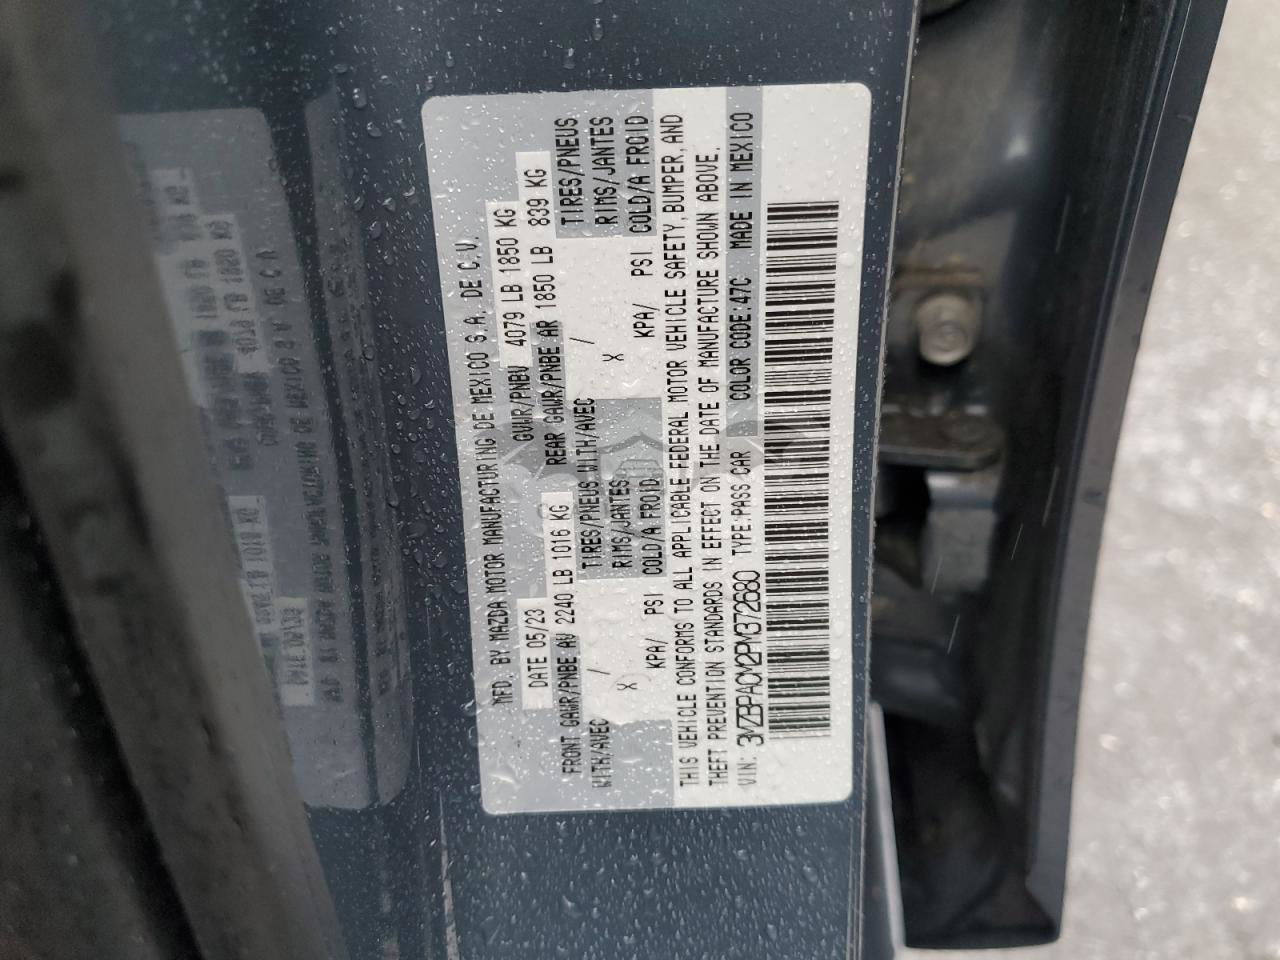 MFD. BY MAZDA MOTOR MANUFACTURING DE MEXICO S.A. DE C.V.
DATE 05/23 GVWR/PNBV 4079 LB 1850 KG
FRONT GAWR/PNBE AV 2240 LB 1016 KG REAR GAWR/PNBE AR 1850 LB 839 KG
WITH/AVEC / TIRES/PNEUS WITH/AVEC / TIRES/PNEUS
X RIMS/JANTES X RIMS/JANTES
KPA/ PSI COLD/A FROID KPA/ PSI COLD/A FROID
THIS VEHICLE CONFORMS TO ALL APPLICABLE FEDERAL MOTOR VEHICLE SAFETY, BUMPER, AND
THEFT PREVENTION STANDARDS IN EFFECT ON THE DATE OF MANUFACTURE SHOWN ABOVE.
VIN: 3MZBPACM2PM372680 TYPE:PASS CAR COLOR CODE:47C MADE IN MEXICO